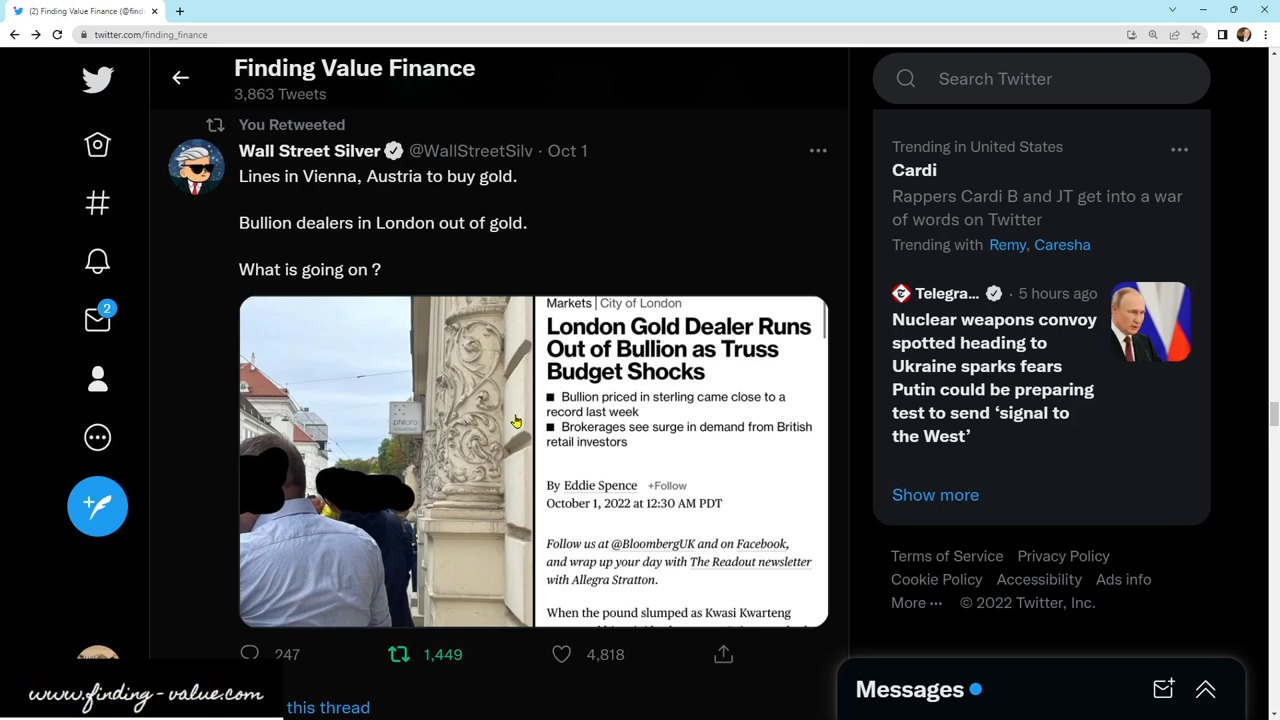 (2) Finding Value Finance (@find
twitter.com/finding_finance
Finding Value Finance
3,863 Tweets
You Retweeted
Wall Street Silver @WallStreetSilv · Oct 1
Lines in Vienna, Austria to buy gold.
Bullion dealers in London out of gold.
What is going on ?
philoro
Markets | City of London
London Gold Dealer Runs
Out of Bullion as Truss
Budget Shocks
■ Bullion priced in sterling came close to a
record last week
■ Brokerages see surge in demand from British
retail investors
By Eddie Spence +Follow
October 1, 2022 at 12:30 AM PDT
Follow us at @BloombergUK and on Facebook,
and wrap up your day with The Readout newsletter
with Allegra Stratton.
When the pound slumped as Kwasi Kwarteng
247 1,449 4,818
this thread
2
Search Twitter
Trending in United States
Cardi
Rappers Cardi B and JT get into a war
of words on Twitter
Trending with Remy, Caresha
Telegra... · 5 hours ago
Nuclear weapons convoy
spotted heading to
Ukraine sparks fears
Putin could be preparing
test to send ‘signal to
the West’
Show more
Terms of Service Privacy Policy
Cookie Policy Accessibility Ads info
More ··· © 2022 Twitter, Inc.
Messages
www.finding-value.com